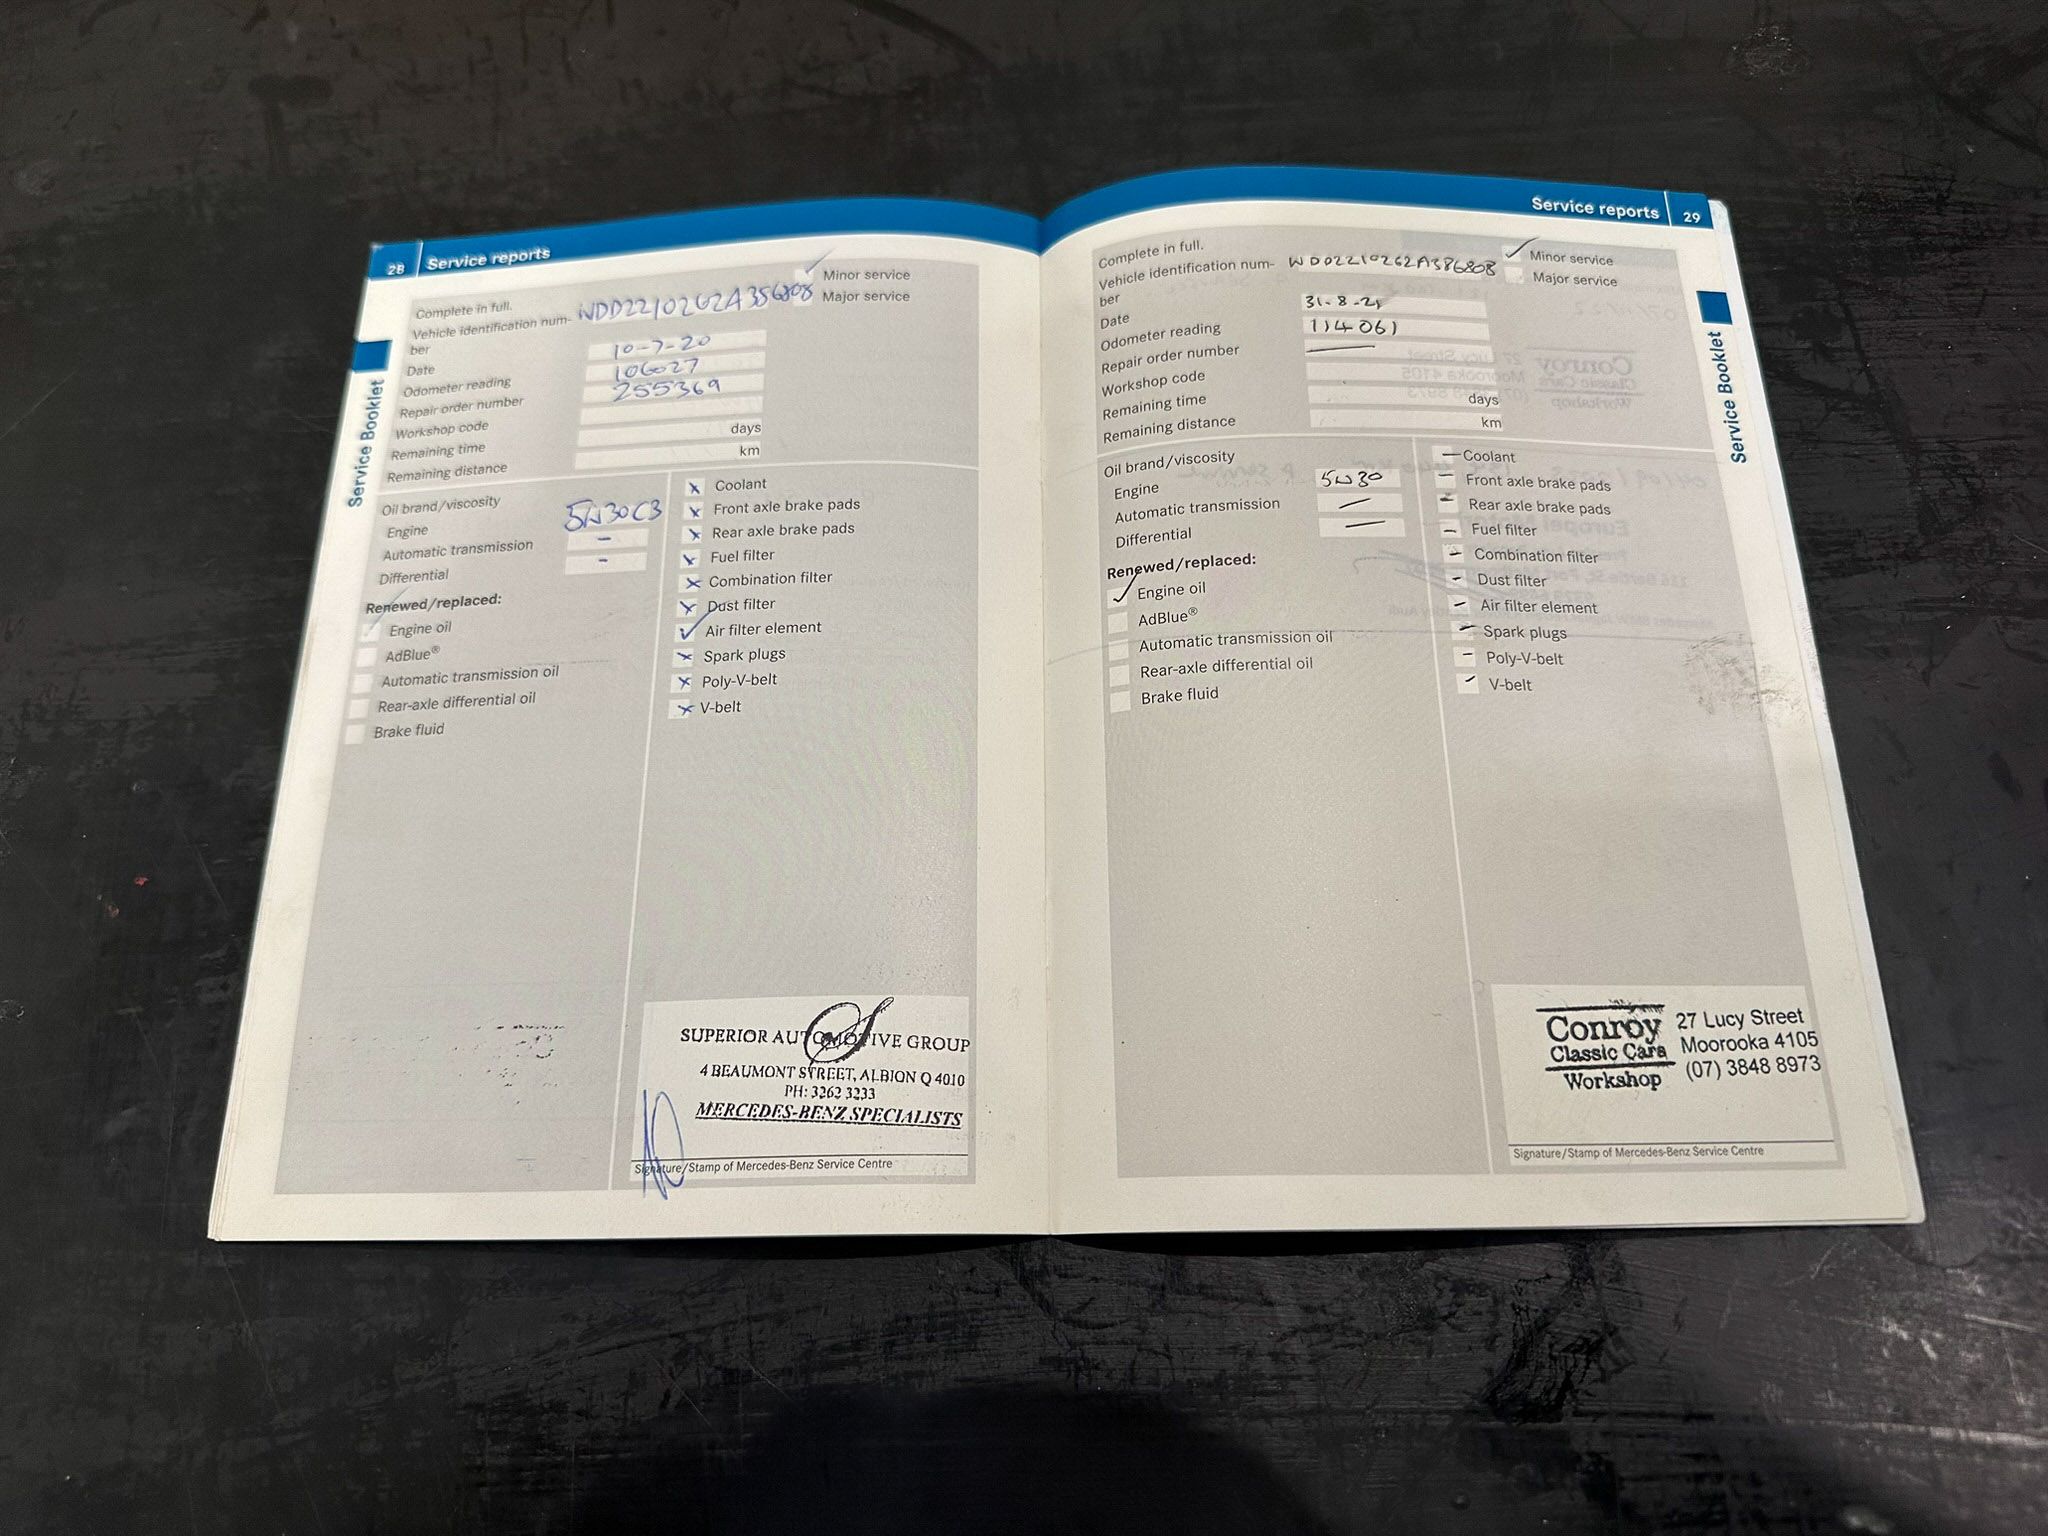 28 Service reports
Complete in full.
Minor service
Major service
Vehicle identification num-
ber
WDD2210262A386808
Date
10-7-20
Odometer reading
106027
Repair order number
255369
Workshop code
Remaining time
days
Remaining distance
km
Service Booklet
Oil brand/viscosity
Engine
5W30C3
Automatic transmission
-
Differential
-
Renewed/replaced:
Engine oil
AdBlue®
Automatic transmission oil
Rear-axle differential oil
Brake fluid
Coolant
Front axle brake pads
Rear axle brake pads
Fuel filter
Combination filter
Dust filter
Air filter element
Spark plugs
Poly-V-belt
V-belt
SUPERIOR AUTOMOTIVE GROUP
4 BEAUMONT STREET, ALBION Q 4010
PH: 3262 3233
MERCEDES-BENZ SPECIALISTS
Signature/Stamp of Mercedes-Benz Service Centre
Service reports 29
Complete in full.
Minor service
Major service
Vehicle identification num-
ber
WDD2210262A386808
Date
31-8-21
Odometer reading
114061
Repair order number
Workshop code
Remaining time
days
Remaining distance
km
Service Booklet
Oil brand/viscosity
Engine
5W30
Automatic transmission
Differential
Renewed/replaced:
Engine oil
AdBlue®
Automatic transmission oil
Rear-axle differential oil
Brake fluid
Coolant
Front axle brake pads
Rear axle brake pads
Fuel filter
Combination filter
Dust filter
Air filter element
Spark plugs
Poly-V-belt
V-belt
Conroy
Classic Cars
Workshop
27 Lucy Street
Moorooka 4105
(07) 3848 8973
Signature/Stamp of Mercedes-Benz Service Centre